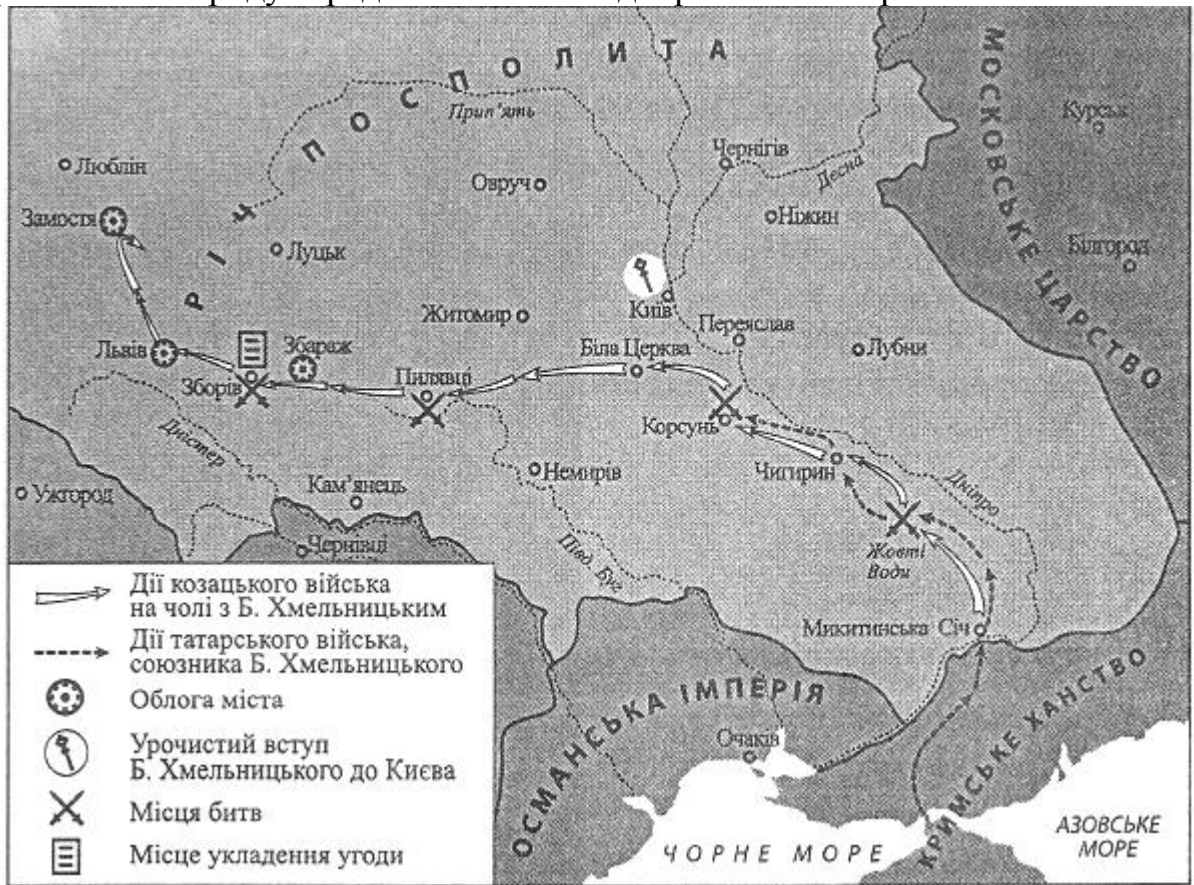 РІЧ ПОСПОЛИТА
МОСКОВСЬКЕ ЦАРСТВО
Прип'ять
Курськ
Чернігів
Десна
Люблін
Овруч
Замостя
Ніжин
Луцьк
Білгород
Київ
Житомир
Переяслав
Львів
Збараж
Біла Церква
Лубни
Зборів
Пилявці
Корсунь
Дністер
Немирів
Чигирин
Дніпро
Ужгород
Кам'янець
Чернівці
Півд. Буг
Жовті
Води
Микитинська Січ
ОСМАНСЬКА ІМПЕРІЯ
КРИМСЬКЕ ХАНСТВО
Очаків
ЧОРНЕ МОРЕ
АЗОВСЬКЕ
МОРЕ
Дії козацького війська
на чолі з Б. Хмельницьким
Дії татарського війська,
союзника Б. Хмельницького
Облога міста
Урочистий вступ
Б. Хмельницького до Києва
Місця битв
Місце укладення угоди